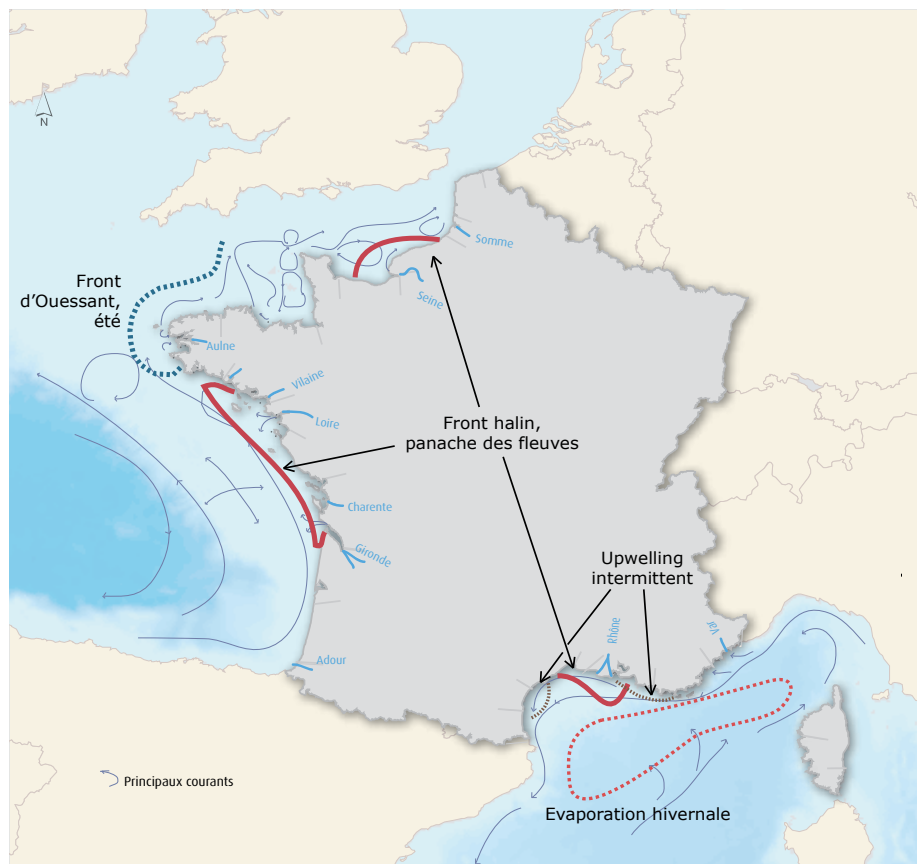 N
Somme
Seine
Front
d'Ouessant,
été
Aulne
Vilaine
Loire
Front halin,
panache des fleuves
Charente
Gironde
Upwelling
intermittent
Rhône
Var
Adour
Principaux courants
Evaporation hivernale